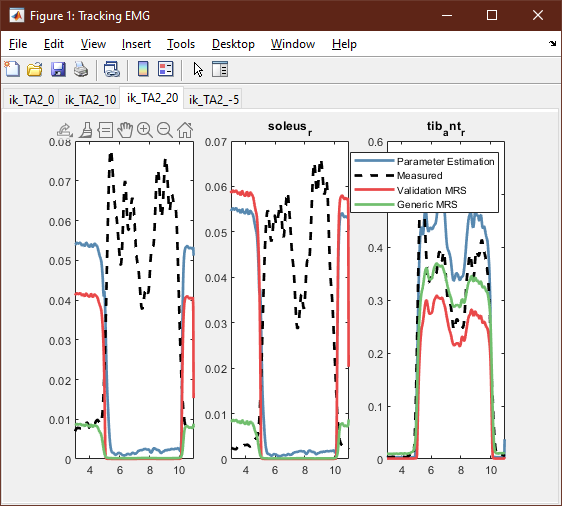 Figure 1: Tracking EMG
File Edit View Insert Tools Desktop Window Help
ik_TA2_0 ik_TA2_10 ik_TA2_20 ik_TA2_-5
soleus_r tib_ant_r
0.08
0.07
0.06
0.05
0.04
0.03
0.02
0.01
0
4 6 8 10
0.07
0.06
0.05
0.04
0.03
0.02
0.01
0
4 6 8 10
0.6
0.4
0.3
0.2
0.1
0
4 6 8 10
Parameter Estimation
Measured
Validation MRS
Generic MRS